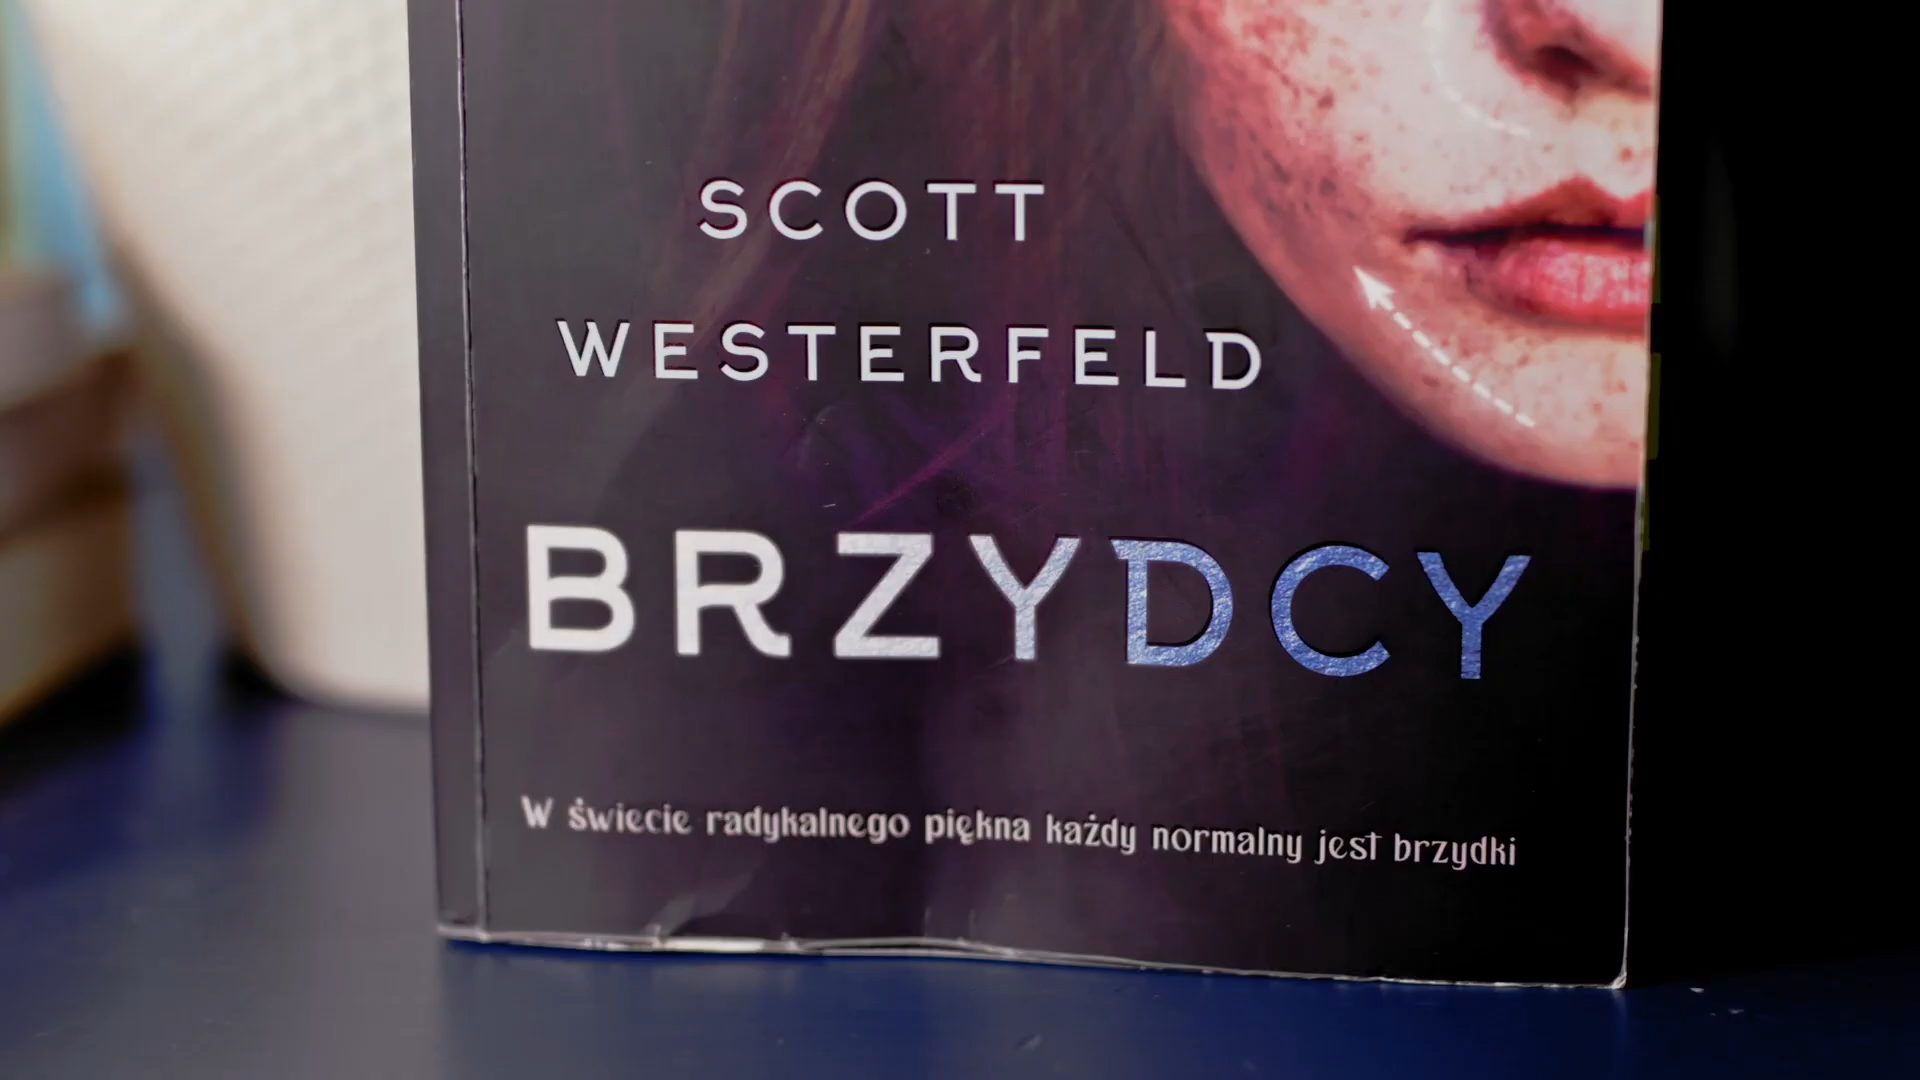 SCOTT
WESTERFELD
BRZYDCY
W świecie radykalnego piękna każdy normalny jest brzydki